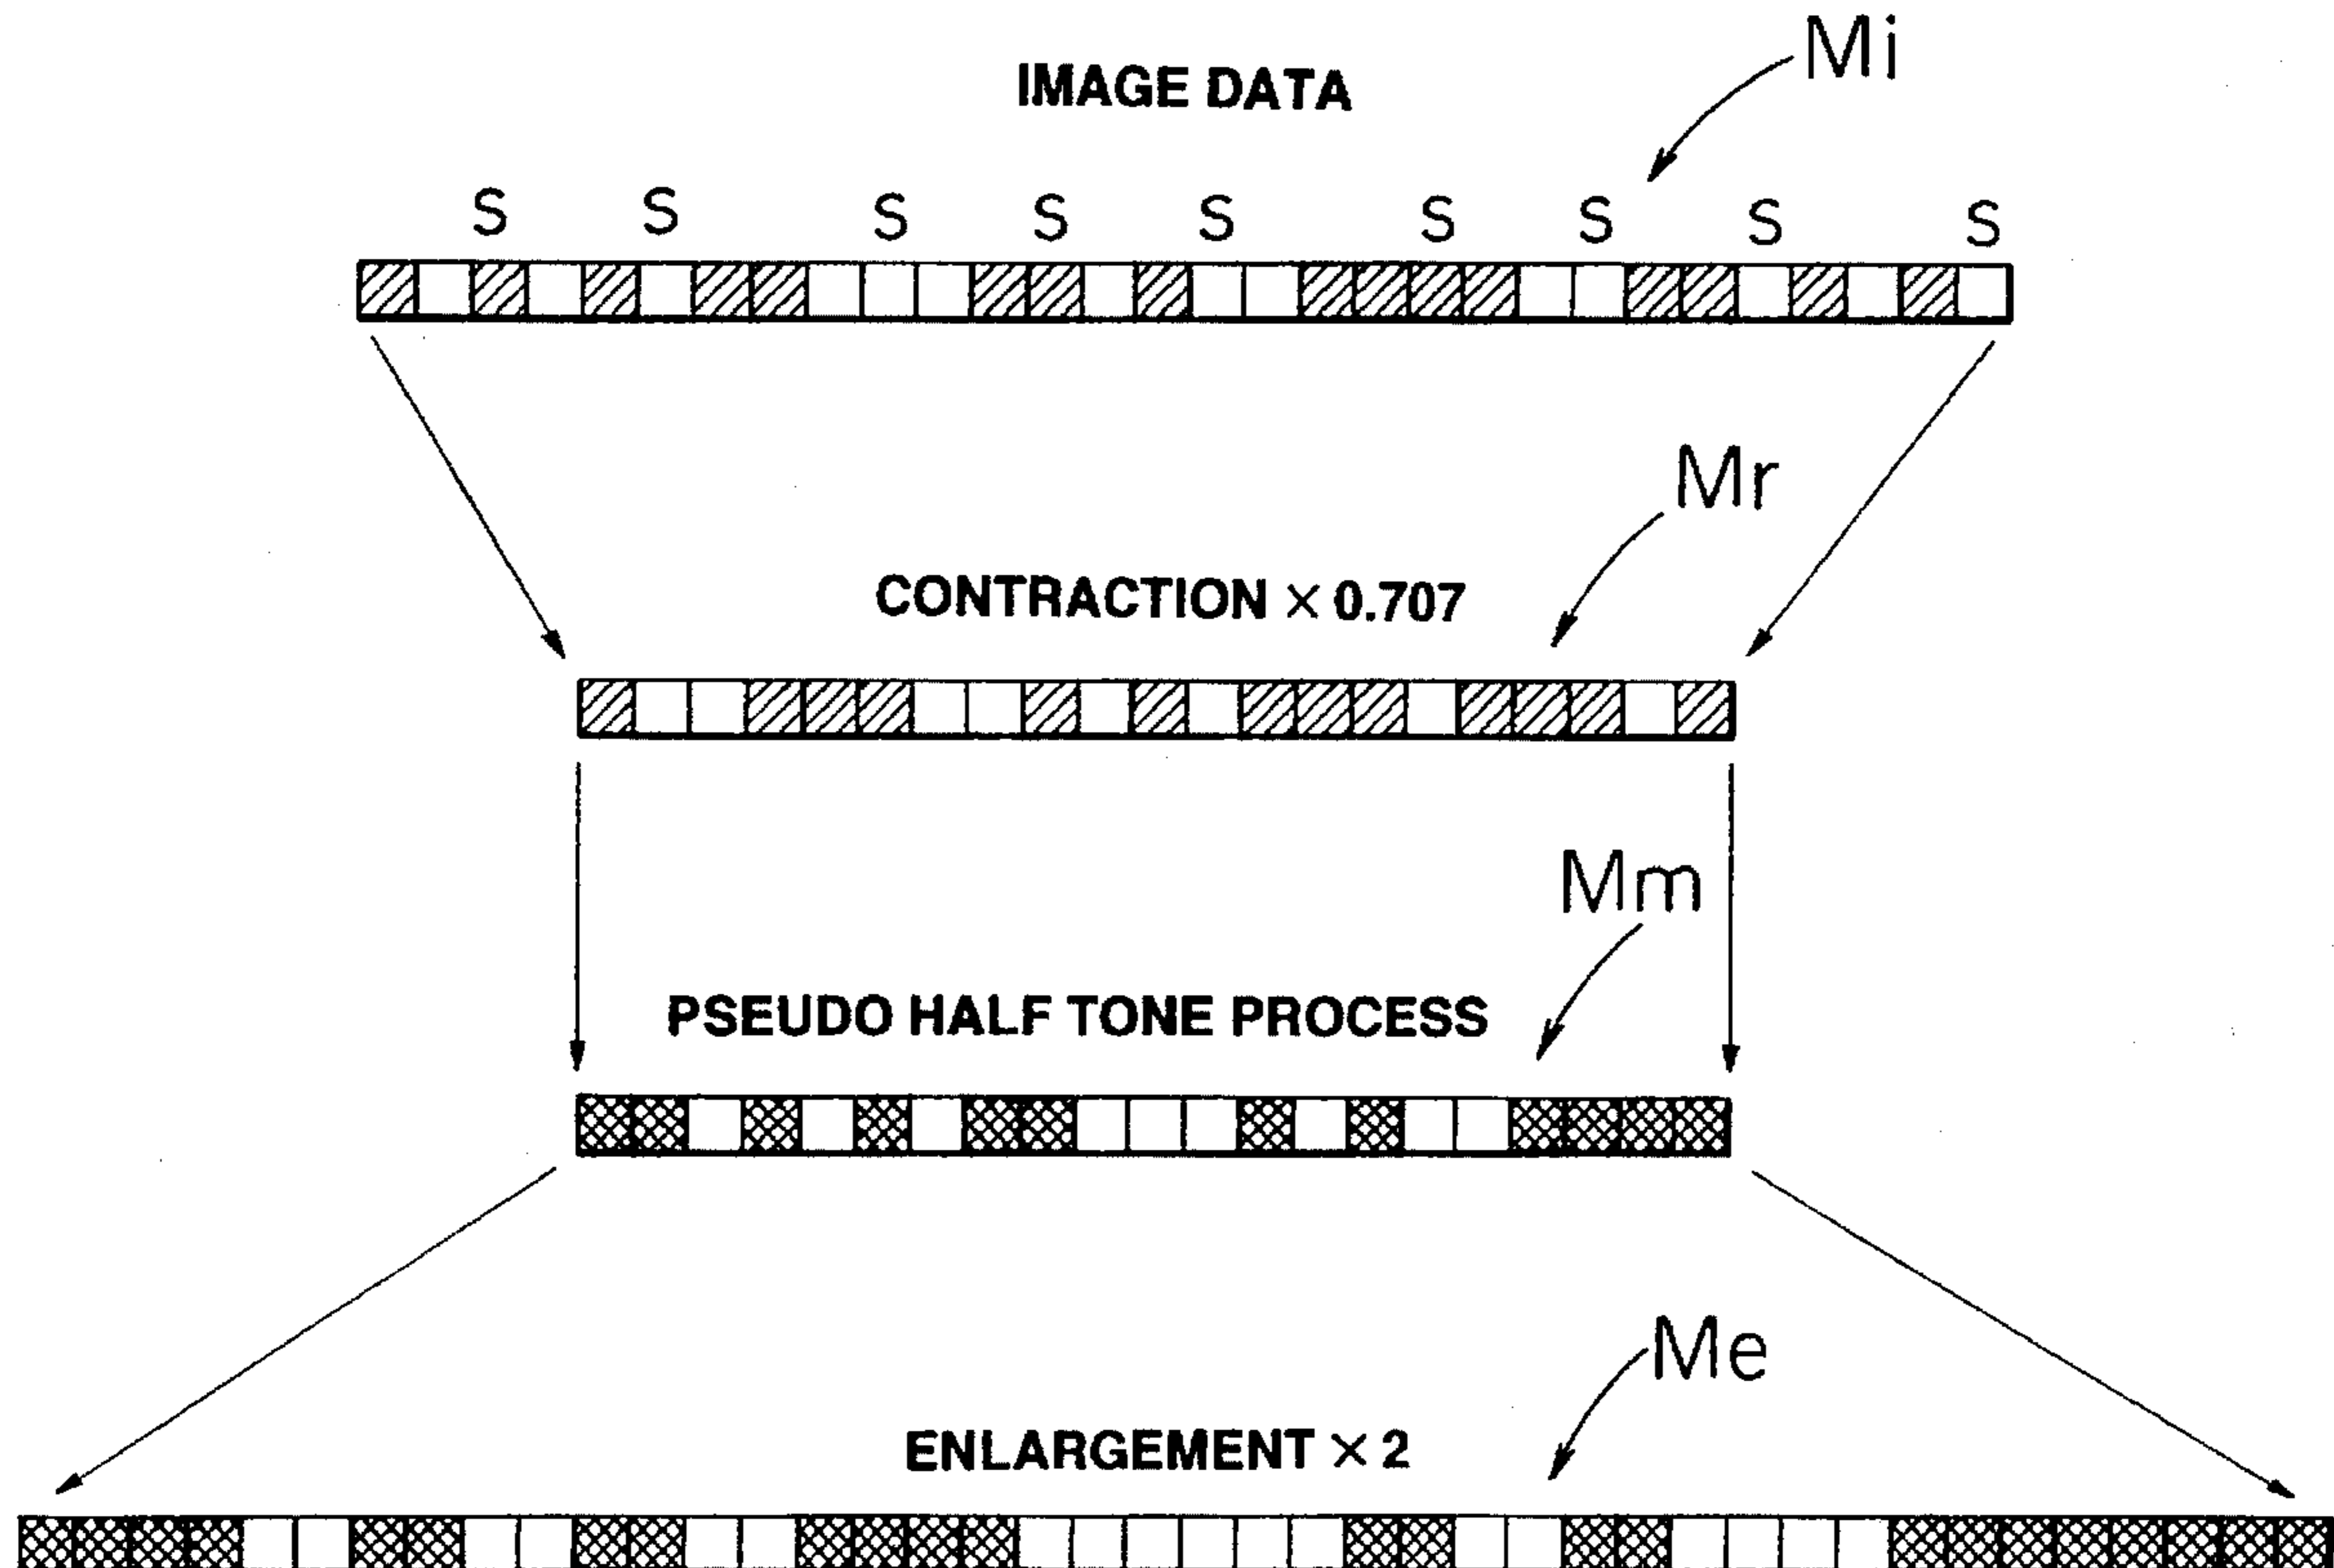 Mi
IMAGE DATA
S S S S S S S S S
Mr
CONTRACTION × 0.707
Mm
PSEUDO HALF TONE PROCESS
Me
ENLARGEMENT × 2